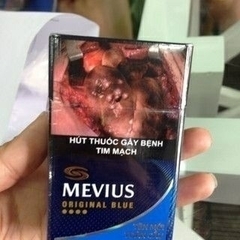 HÚT THUỐC GÂY BỆNH
TIM MẠCH
MEVIUS
ORIGINAL BLUE